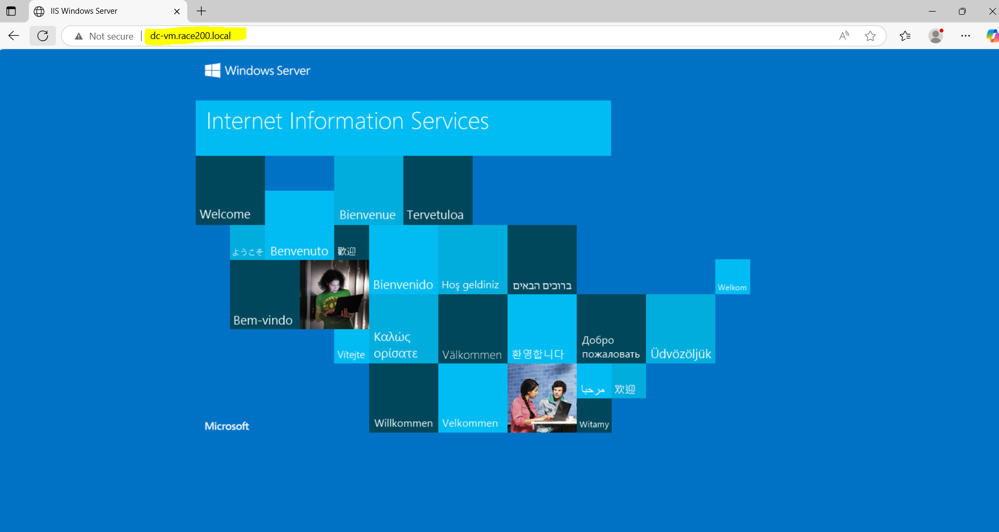 IIS Windows Server
Not secure
dc-vm.race200.local
Windows Server
Internet Information Services
Welcome
Bienvenue
Tervetuloa
ようこそ
Benvenuto
歡迎
Bienvenido
Hoş geldiniz
ברוכים הבאים
Welkom
Bem-vindo
Vítejte
Καλώς
ορίσατε
Välkommen
환영합니다
Добро
пожаловать
Üdvözöljük
مرحبا
欢迎
Microsoft
Willkommen
Velkommen
Witamy